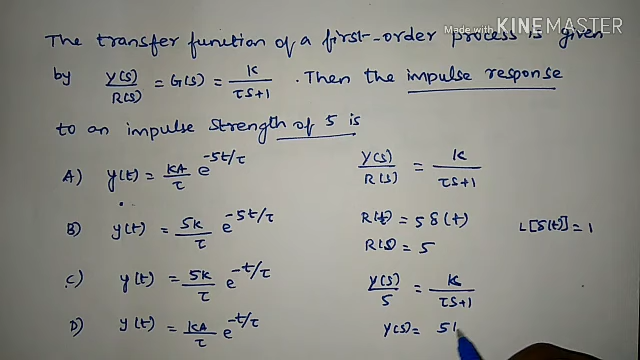 Made with KINEMASTER
The transfer function of a first-order process is given
by Y(S)/R(S) = G(S) = K/τS+1 . Then the impulse response
to an impulse strength of 5 is
A) y(t) = KA/τ e^-5t/τ
B) y(t) = 5K/τ e^-5t/τ
C) y(t) = 5K/τ e^-t/τ
D) y(t) = KA/τ e^-t/τ
Y(S)/R(S) = K/τS+1
R(t) = 5 δ(t)
R(S) = 5
L[δ(t)] = 1
Y(S)/5 = K/τS+1
Y(S) = 5